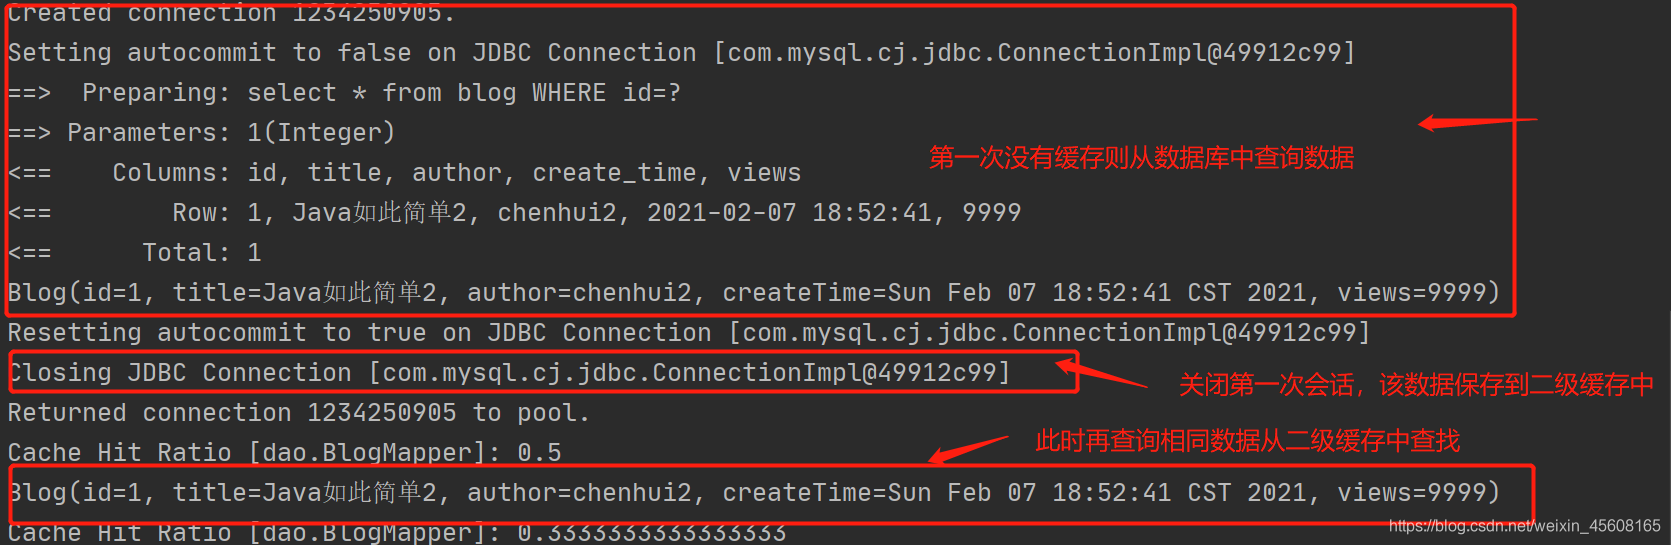 Created connection 1234250905.
Setting autocommit to false on JDBC Connection [com.mysql.cj.jdbc.ConnectionImpl@49912c99]
==>  Preparing: select * from blog WHERE id=?
==> Parameters: 1(Integer)
第一次没有缓存则从数据库中查询数据
<==    Columns: id, title, author, create_time, views
<==        Row: 1, Java如此简单2, chenhui2, 2021-02-07 18:52:41, 9999
<==      Total: 1
Blog(id=1, title=Java如此简单2, author=chenhui2, createTime=Sun Feb 07 18:52:41 CST 2021, views=9999)
Resetting autocommit to true on JDBC Connection [com.mysql.cj.jdbc.ConnectionImpl@49912c99]
Closing JDBC Connection [com.mysql.cj.jdbc.ConnectionImpl@49912c99]
关闭第一次会话，该数据保存到二级缓存中
Returned connection 1234250905 to pool.
此时再查询相同数据从二级缓存中查找
Cache Hit Ratio [dao.BlogMapper]: 0.5
Blog(id=1, title=Java如此简单2, author=chenhui2, createTime=Sun Feb 07 18:52:41 CST 2021, views=9999)
Cache Hit Ratio [dao.BlogMapper]: 0.3333333333333333
https://blog.csdn.net/weixin_45608165